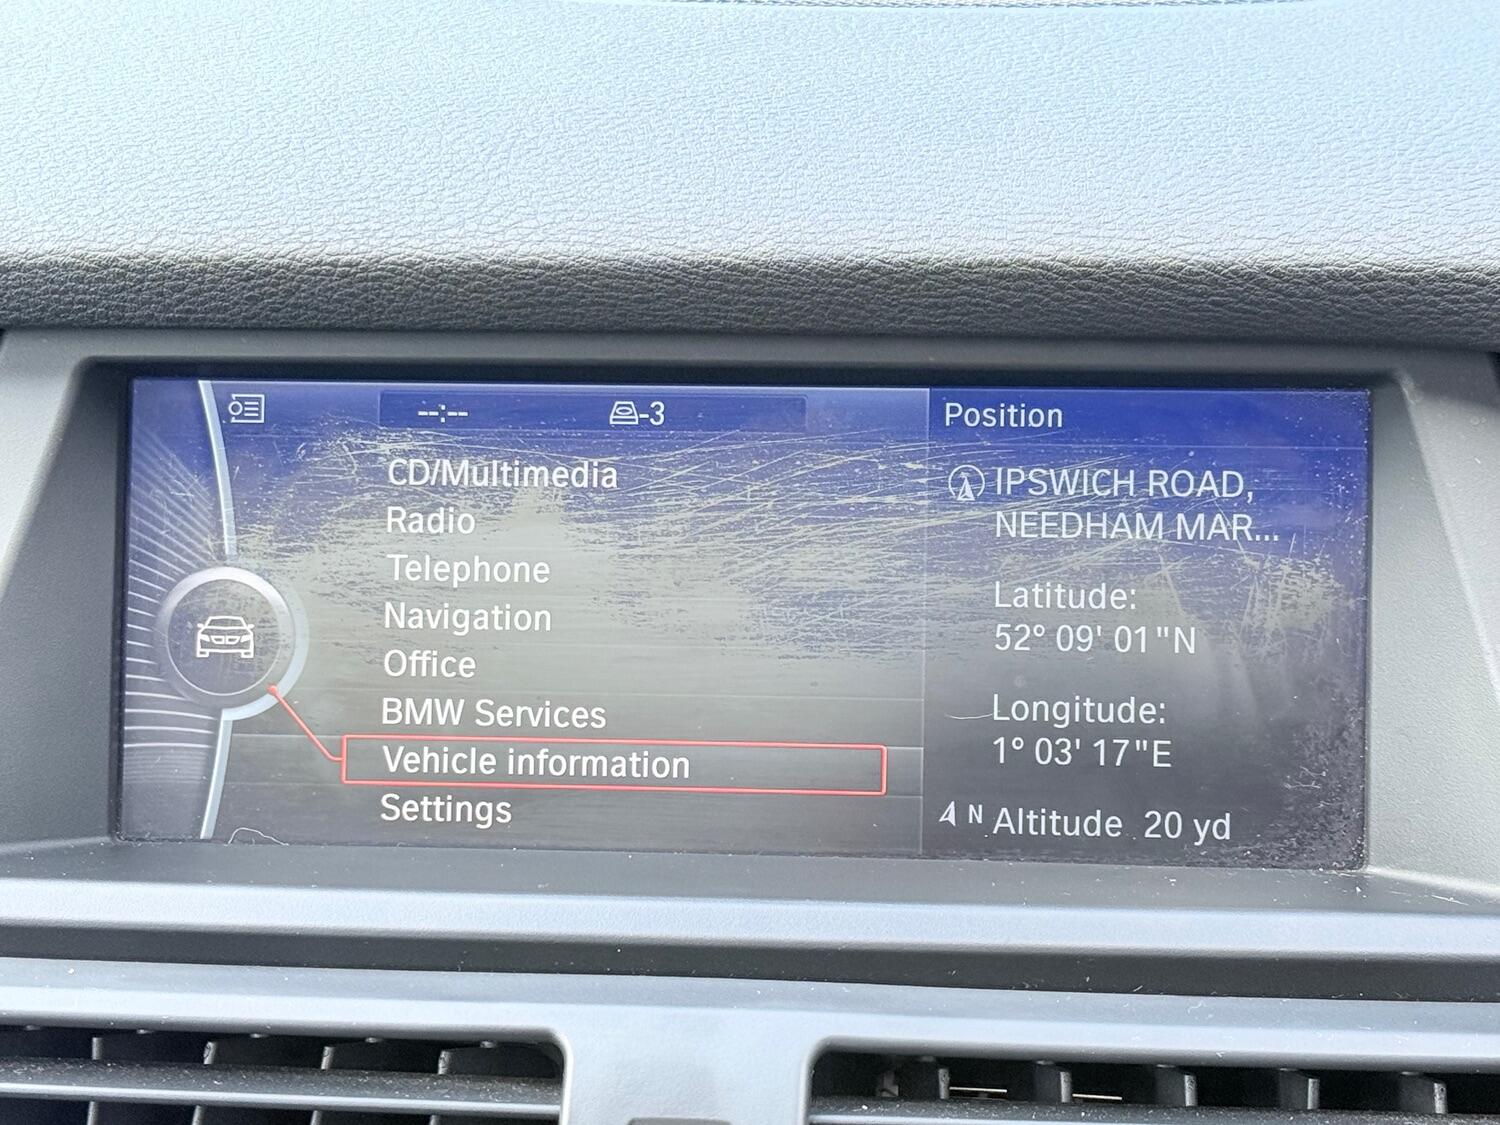 --:--
-3
CD/Multimedia
Radio
Telephone
Navigation
Office
BMW Services
Vehicle information
Settings
Position
IPSWICH ROAD,
NEEDHAM MAR...
Latitude:
52° 09' 01"N
Longitude:
1° 03' 17"E
N Altitude 20 yd